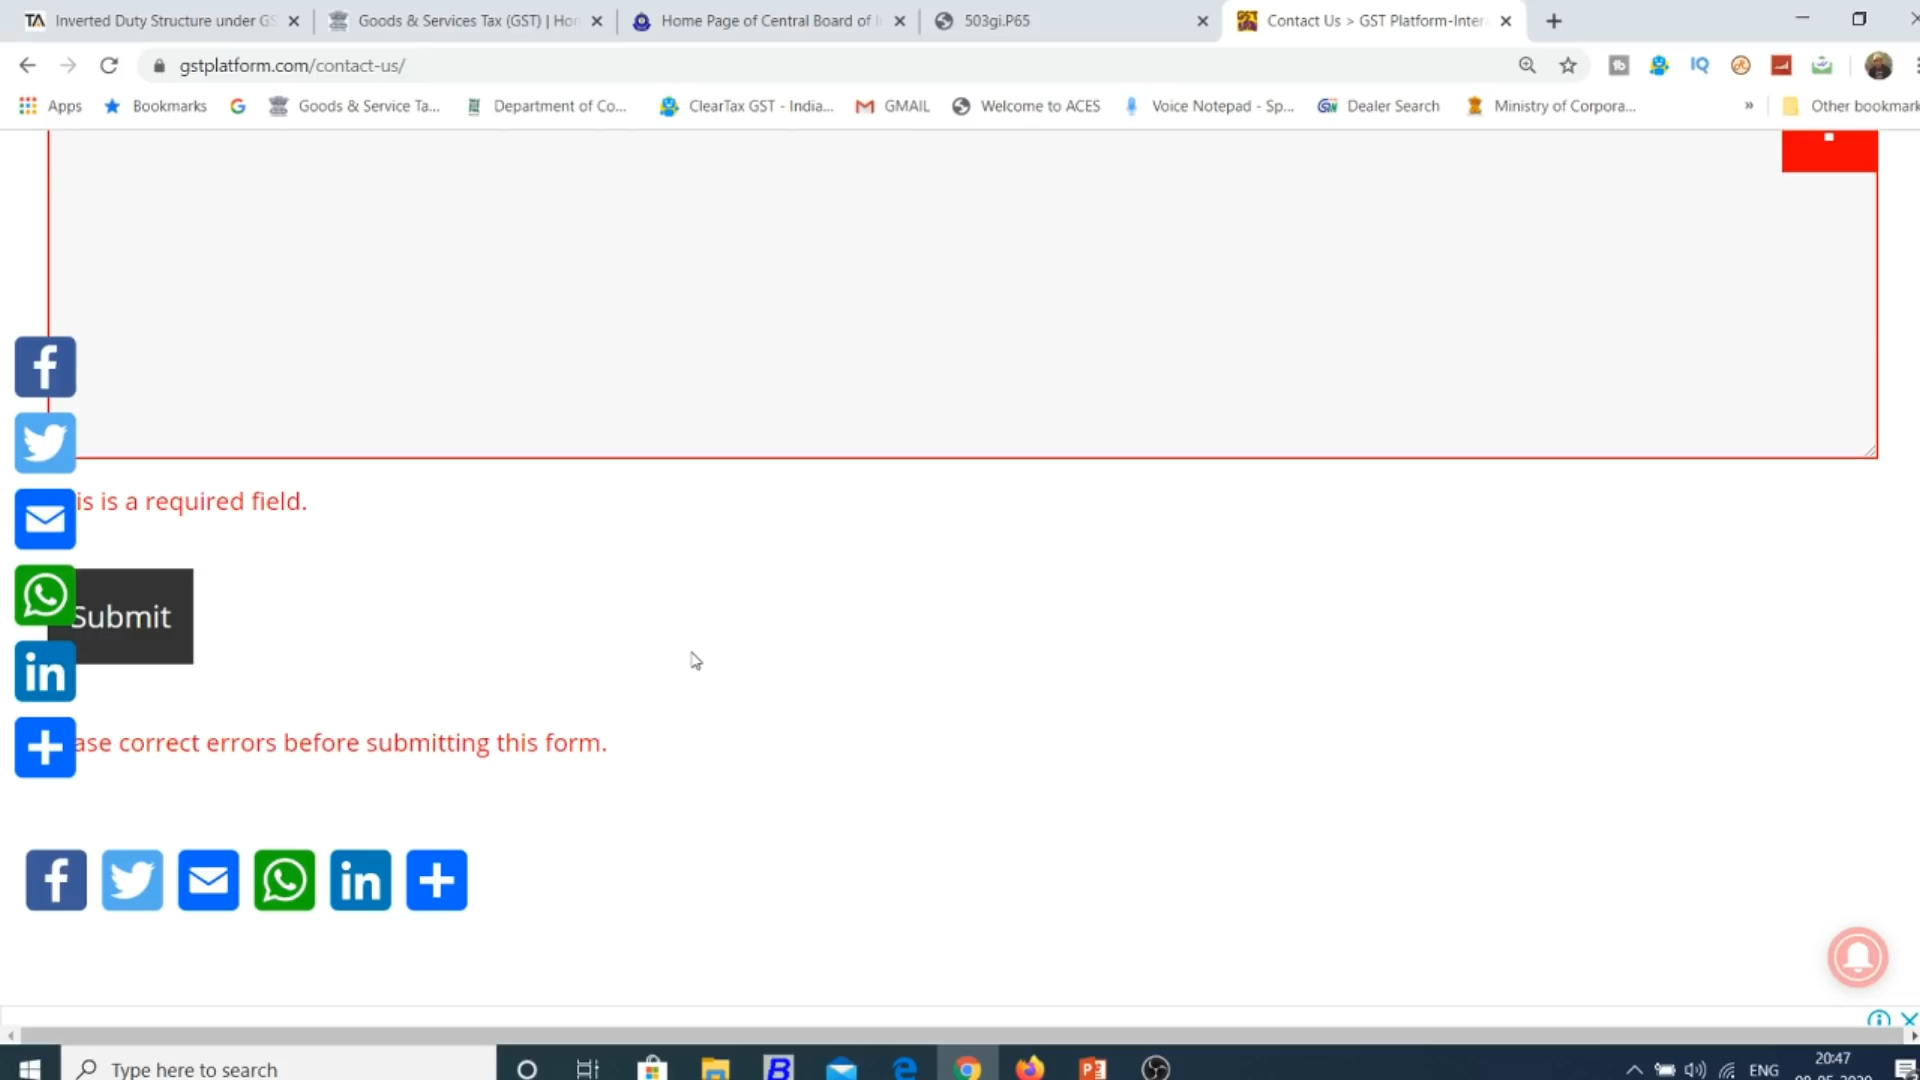 Inverted Duty Structure under GS
Goods & Services Tax (GST) | Hom
Home Page of Central Board of I
503gi.P65
Contact Us > GST Platform-Inter
gstplatform.com/contact-us/
IQ
Apps
Bookmarks
Goods & Service Ta...
Department of Co...
ClearTax GST - India...
GMAIL
Welcome to ACES
Voice Notepad - Sp...
Dealer Search
Ministry of Corpora...
»
Other bookmark
is is a required field.
Submit
ase correct errors before submitting this form.
Type here to search
ENG
20:47